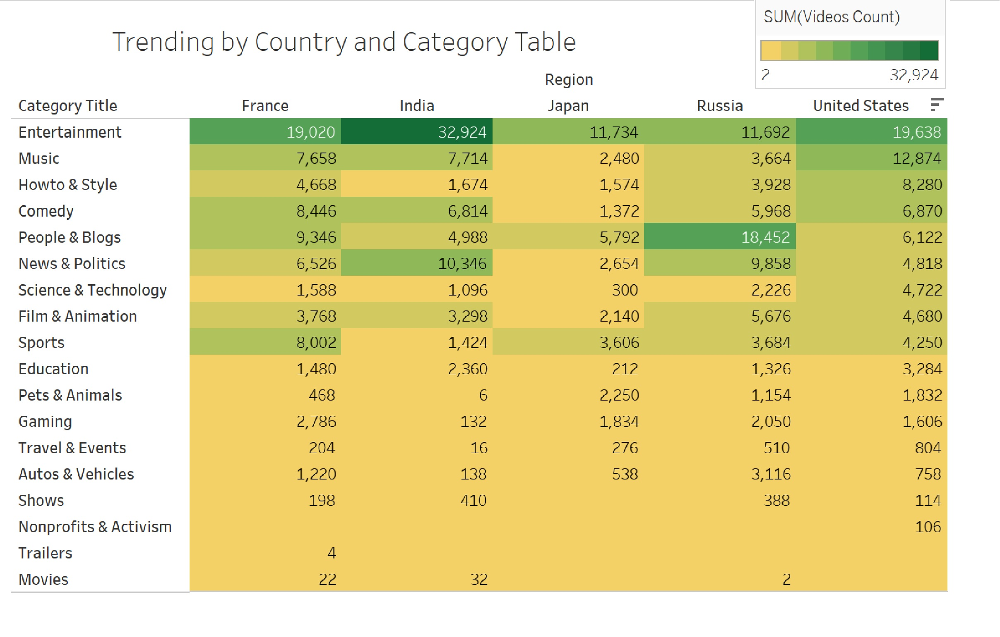 SUM(Videos Count)
2 32,924
Trending by Country and Category Table
Region
Category Title France India Japan Russia United States
Entertainment 19,020 32,924 11,734 11,692 19,638
Music 7,658 7,714 2,480 3,664 12,874
Howto & Style 4,668 1,674 1,574 3,928 8,280
Comedy 8,446 6,814 1,372 5,968 6,870
People & Blogs 9,346 4,988 5,792 18,452 6,122
News & Politics 6,526 10,346 2,654 9,858 4,818
Science & Technology 1,588 1,096 300 2,226 4,722
Film & Animation 3,768 3,298 2,140 5,676 4,680
Sports 8,002 1,424 3,606 3,684 4,250
Education 1,480 2,360 212 1,326 3,284
Pets & Animals 468 6 2,250 1,154 1,832
Gaming 2,786 132 1,834 2,050 1,606
Travel & Events 204 16 276 510 804
Autos & Vehicles 1,220 138 538 3,116 758
Shows 198 410 388 114
Nonprofits & Activism 106
Trailers 4
Movies 22 32 2